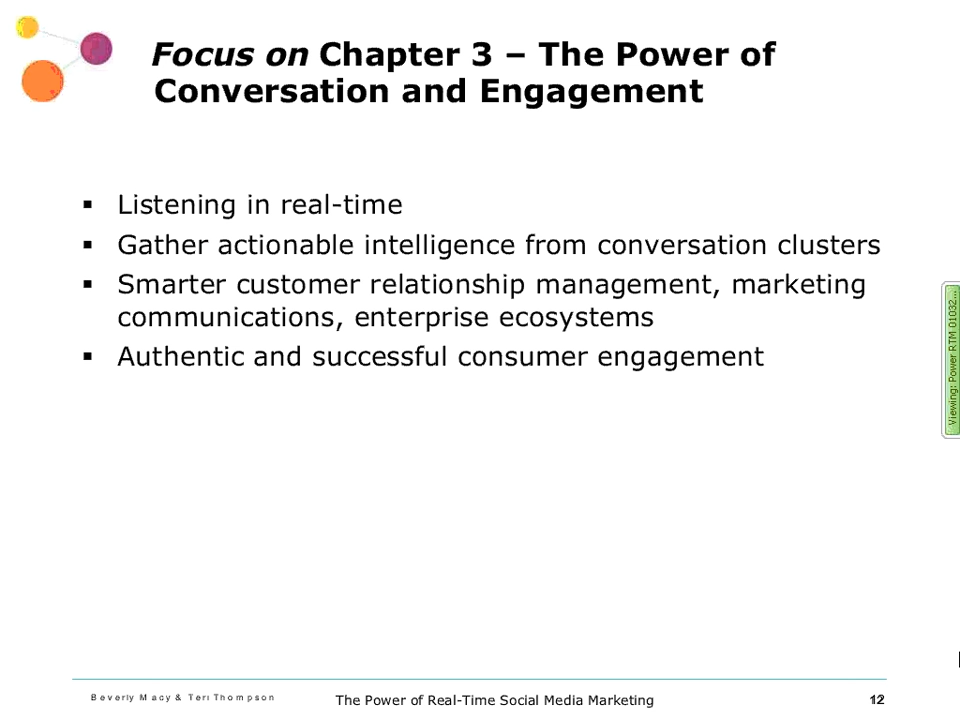 Focus on Chapter 3 – The Power of
Conversation and Engagement
▪ Listening in real-time
▪ Gather actionable intelligence from conversation clusters
▪ Smarter customer relationship management, marketing
communications, enterprise ecosystems
▪ Authentic and successful consumer engagement
Viewing: Power RTM 01032...
Beverly Macy & Teri Thompson
The Power of Real-Time Social Media Marketing
12